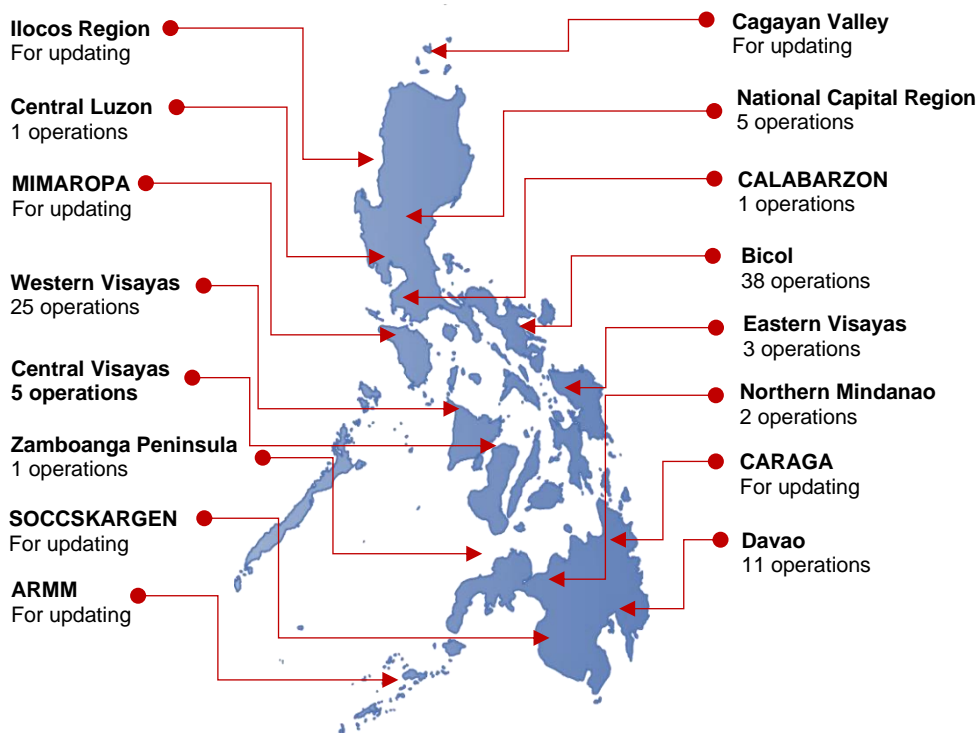 Ilocos Region
For updating
Central Luzon
1 operations
MIMAROPA
For updating
Western Visayas
25 operations
Central Visayas
5 operations
Zamboanga Peninsula
1 operations
SOCCSKARGEN
For updating
ARMM
For updating
Cagayan Valley
For updating
National Capital Region
5 operations
CALABARZON
1 operations
Bicol
38 operations
Eastern Visayas
3 operations
Northern Mindanao
2 operations
CARAGA
For updating
Davao
11 operations